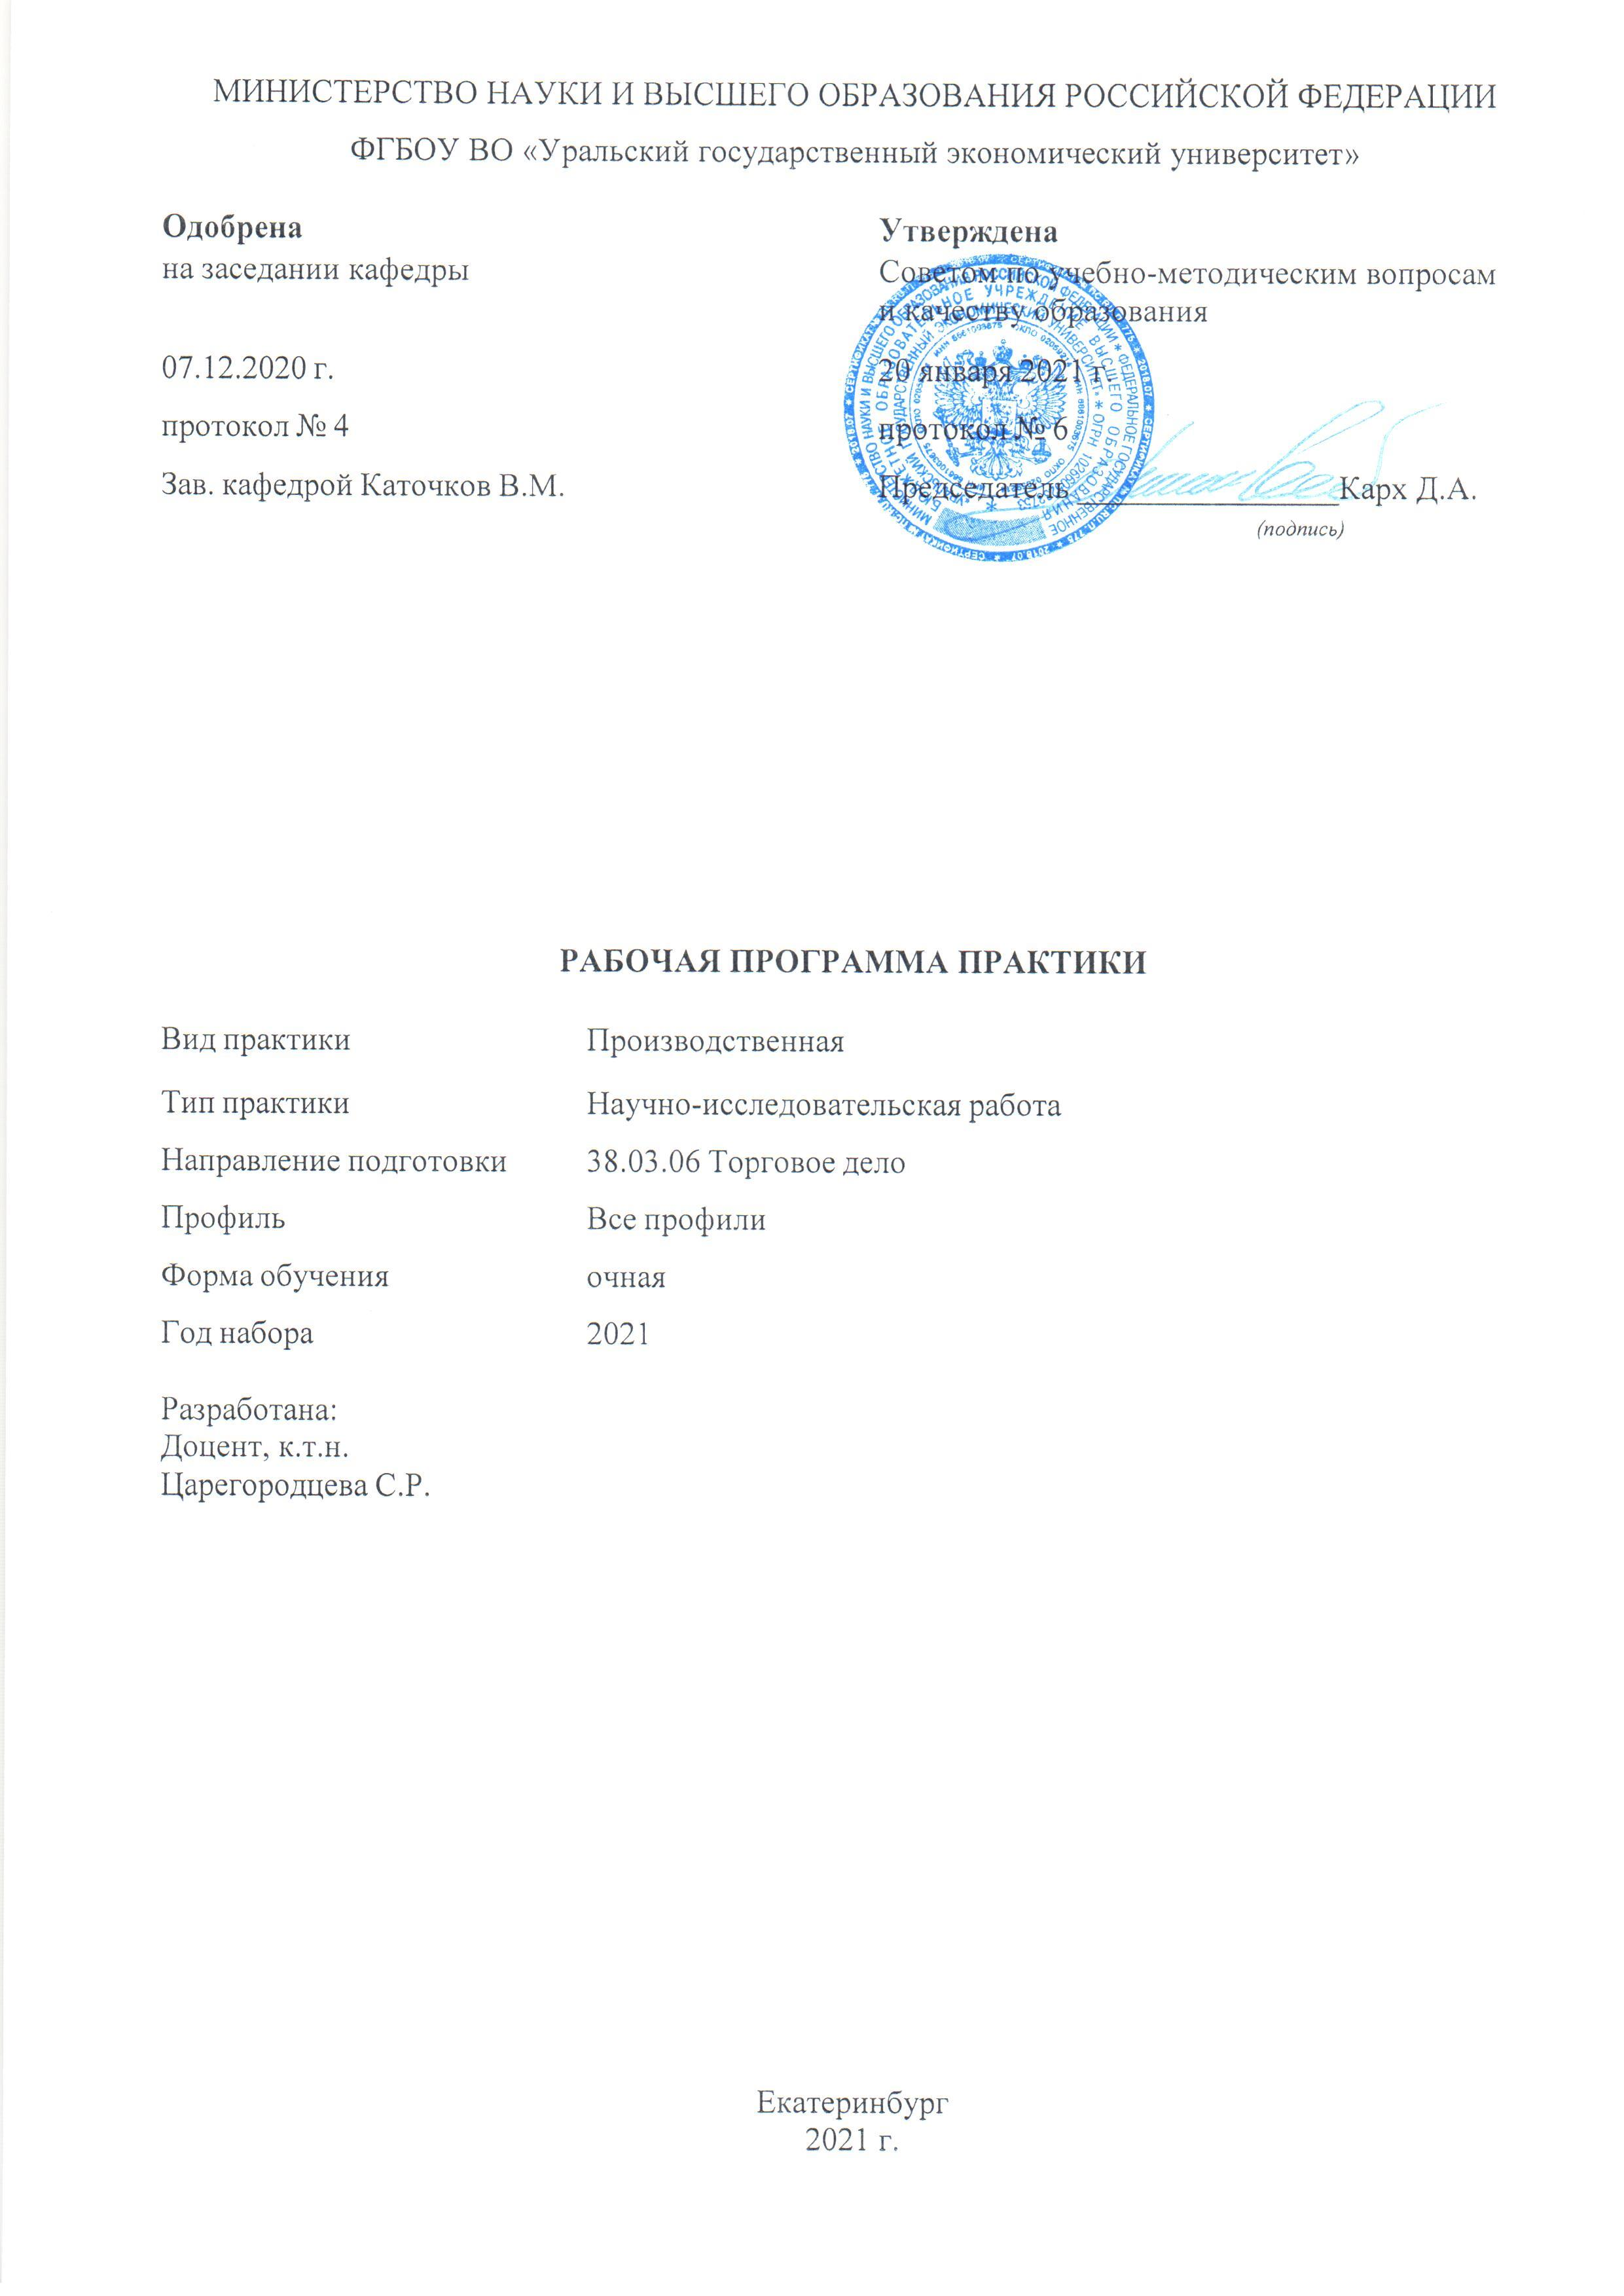 МИНИСТЕРСТВО НАУКИ И ВЫСШЕГО ОБРАЗОВАНИЯ РОССИЙСКОЙ ФЕДЕРАЦИИ
ФГБОУ ВО «Уральский государственный экономический университет»
Одобрена
на заседании кафедры
07.12.2020 г.
протокол № 4
Зав. кафедрой Каточков В.М.
Утверждена
Советом по учебно-методическим вопросам
и качеству образования
20 января 2021 г.
протокол № 6
Председатель Карх Д.А.
(подпись)
РАБОЧАЯ ПРОГРАММА ПРАКТИКИ
Вид практики Производственная
Тип практики Научно-исследовательская работа
Направление подготовки 38.03.06 Торговое дело
Профиль Все профили
Форма обучения очная
Год набора 2021
Разработана:
Доцент, к.т.н.
Царегородцева С.Р.
Екатеринбург
2021 г.